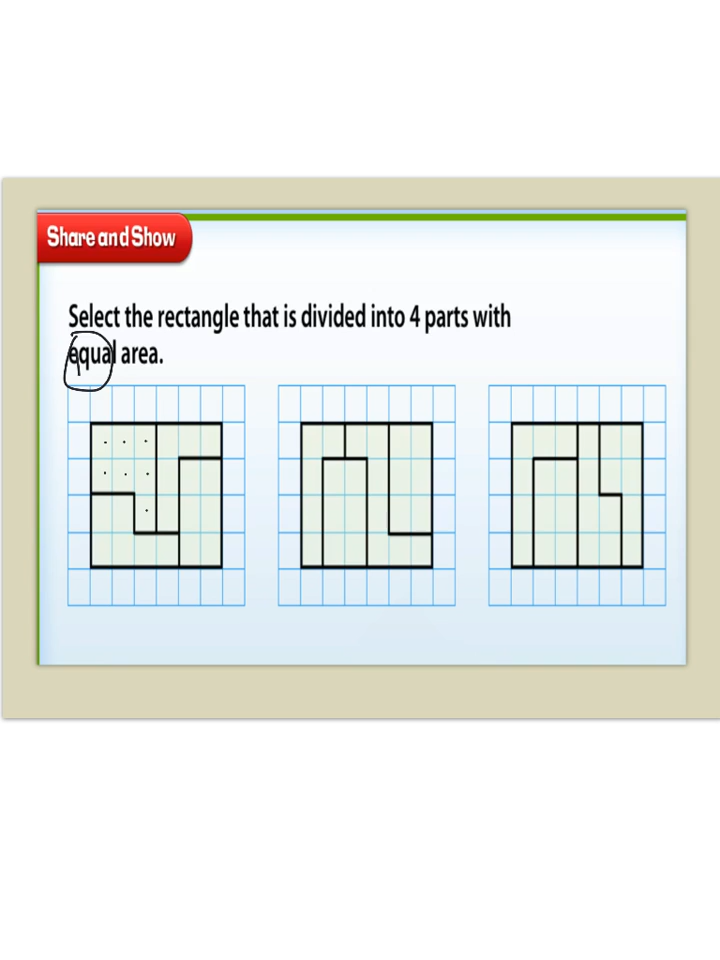 Share and Show
Select the rectangle that is divided into 4 parts with
equal area.